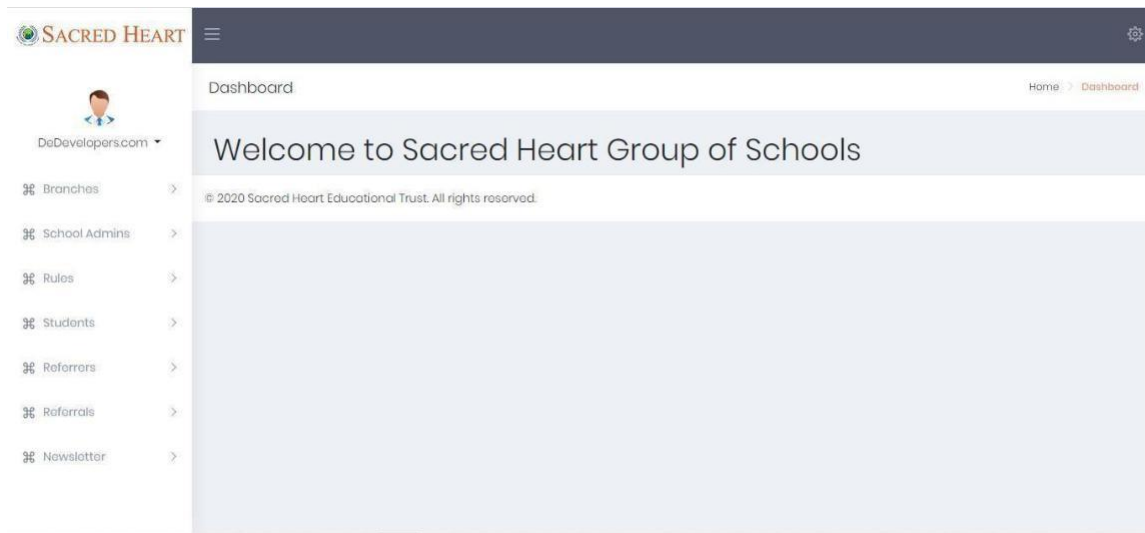 SACRED HEART
Dashboard
Home > Dashboard
DeDevelopers.com
Welcome to Sacred Heart Group of Schools
© 2020 Sacred Heart Educational Trust. All rights reserved.
Branches
School Admins
Rules
Students
Referrers
Referrals
Newsletter